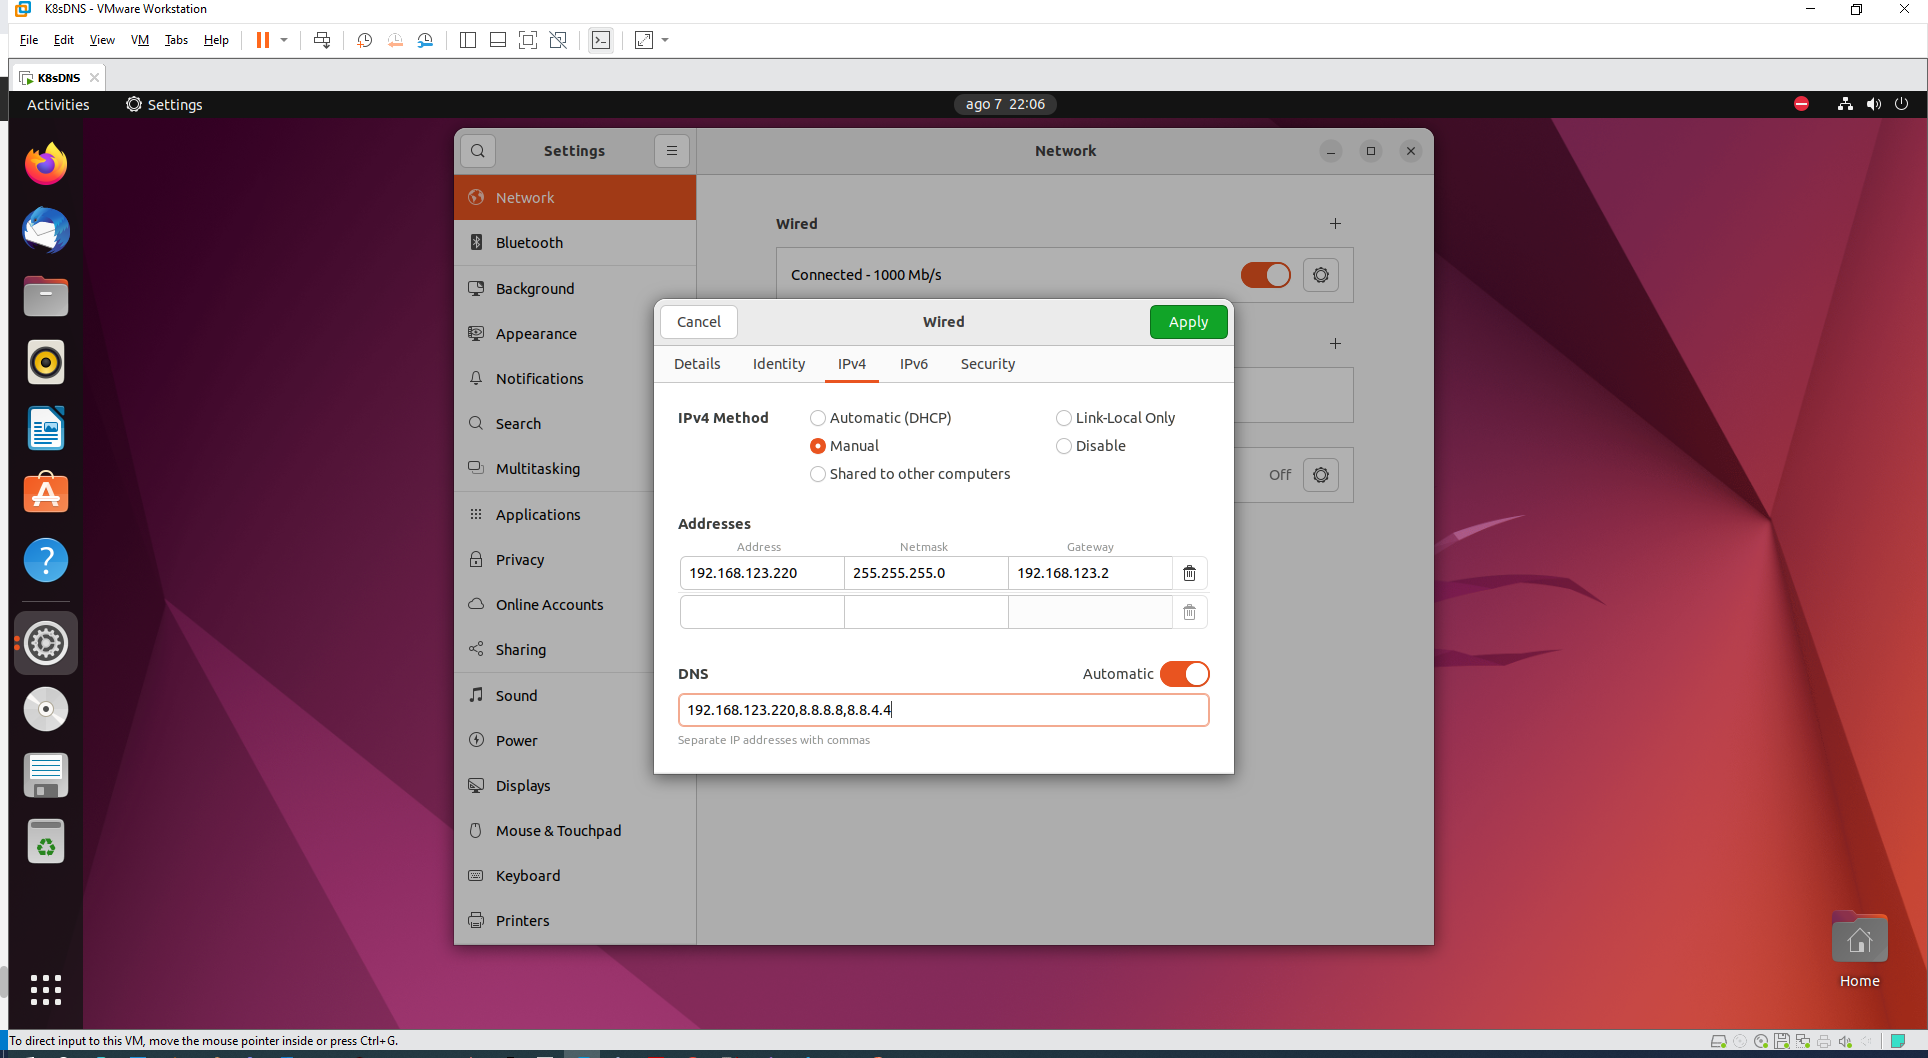 K8sDNS - VMware Workstation
File Edit View VM Tabs Help
K8sDNS
Activities Settings ago 7 22:06
Settings
Network
Bluetooth
Background
Appearance
Notifications
Search
Multitasking
Applications
Privacy
Online Accounts
Sharing
Sound
Power
Displays
Mouse & Touchpad
Keyboard
Printers
Network
Wired
Connected - 1000 Mb/s
Off
Cancel Wired Apply
Details Identity IPv4 IPv6 Security
IPv4 Method
Automatic (DHCP) Link-Local Only
Manual Disable
Shared to other computers
Addresses
Address Netmask Gateway
192.168.123.220 255.255.255.0 192.168.123.2
DNS Automatic
192.168.123.220,8.8.8.8,8.8.4.4
Separate IP addresses with commas
Home
To direct input to this VM, move the mouse pointer inside or press Ctrl+G.